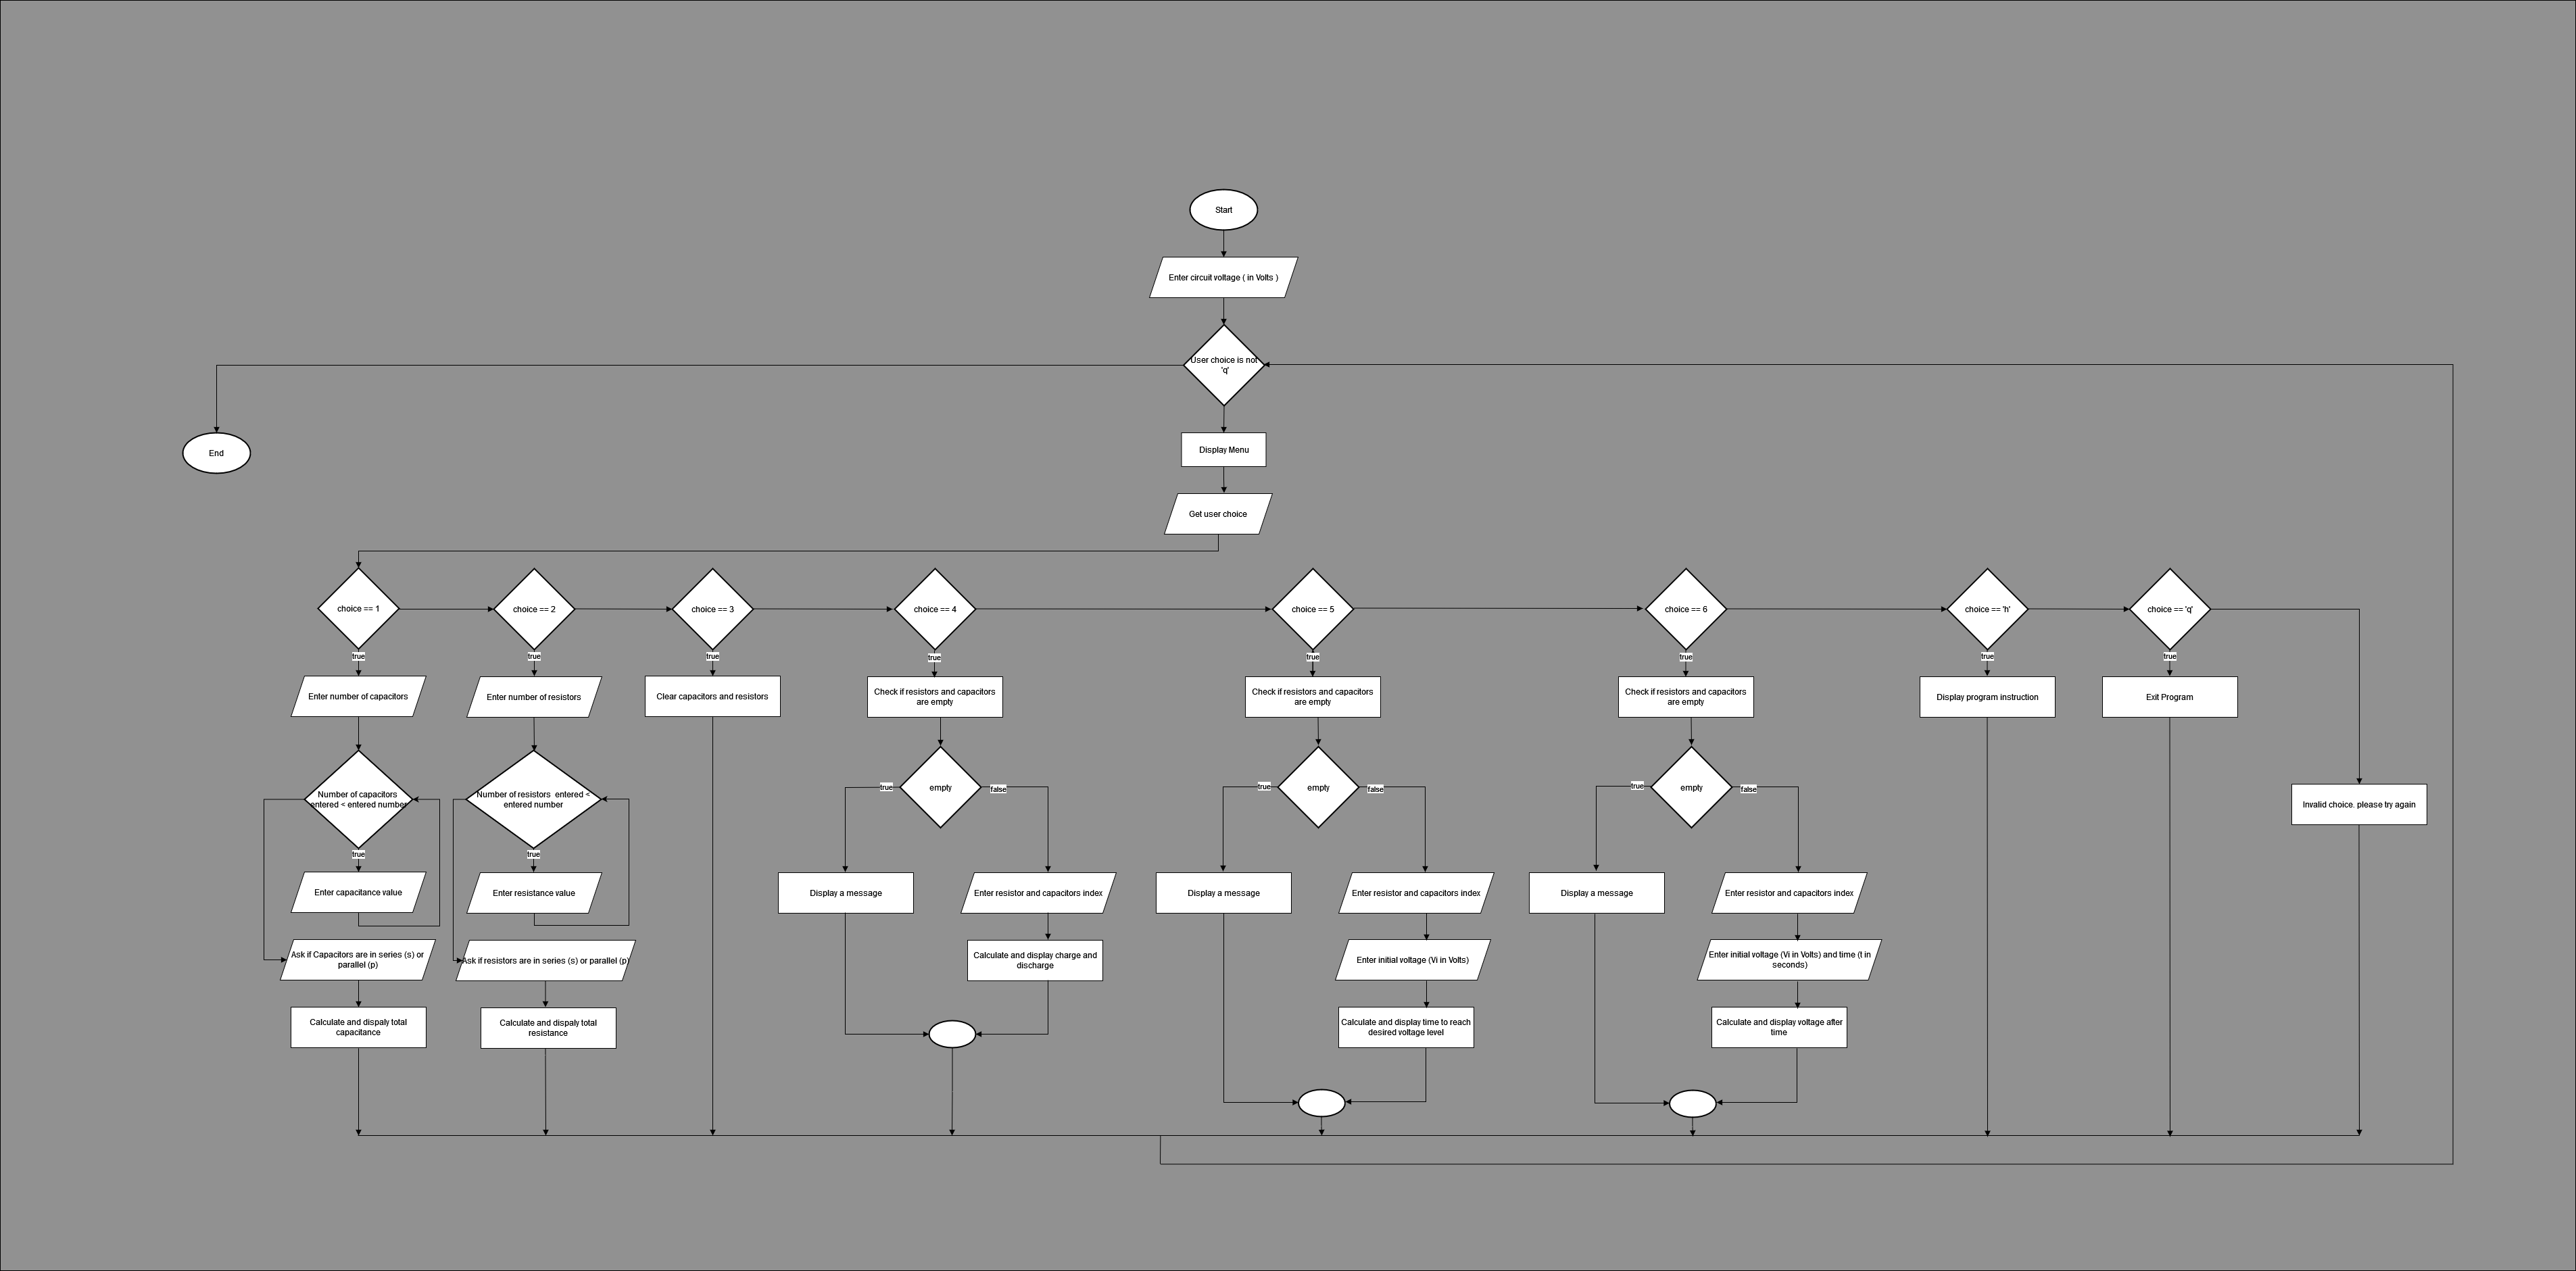 Start
Enter circuit voltage ( in Volts )
User choice is not
'q'
End
Display Menu
Get user choice
choice == 1
choice == 2
choice == 3
choice == 4
choice == 5
choice == 6
choice == 'h'
choice == 'q'
true
true
true
true
true
true
true
true
Enter number of capacitors
Enter number of resistors
Clear capacitors and resistors
Check if resistors and capacitors
are empty
Check if resistors and capacitors
are empty
Check if resistors and capacitors
are empty
Display program instruction
Exit Program
Number of capacitors
entered < entered number
Number of resistors entered <
entered number
true
empty
false
true
empty
false
true
empty
false
Invalid choice. please try again
true
true
Enter capacitance value
Enter resistance value
Display a message
Enter resistor and capacitors index
Display a message
Enter resistor and capacitors index
Display a message
Enter resistor and capacitors index
Ask if Capacitors are in series (s) or
parallel (p)
Ask if resistors are in series (s) or parallel (p)
Calculate and display charge and
discharge
Enter initial voltage (Vi in Volts)
Enter initial voltage (Vi in Volts) and time (t in
seconds)
Calculate and dispaly total
capacitance
Calculate and dispaly total
resistance
Calculate and display time to reach
desired voltage level
Calculate and display voltage after
time